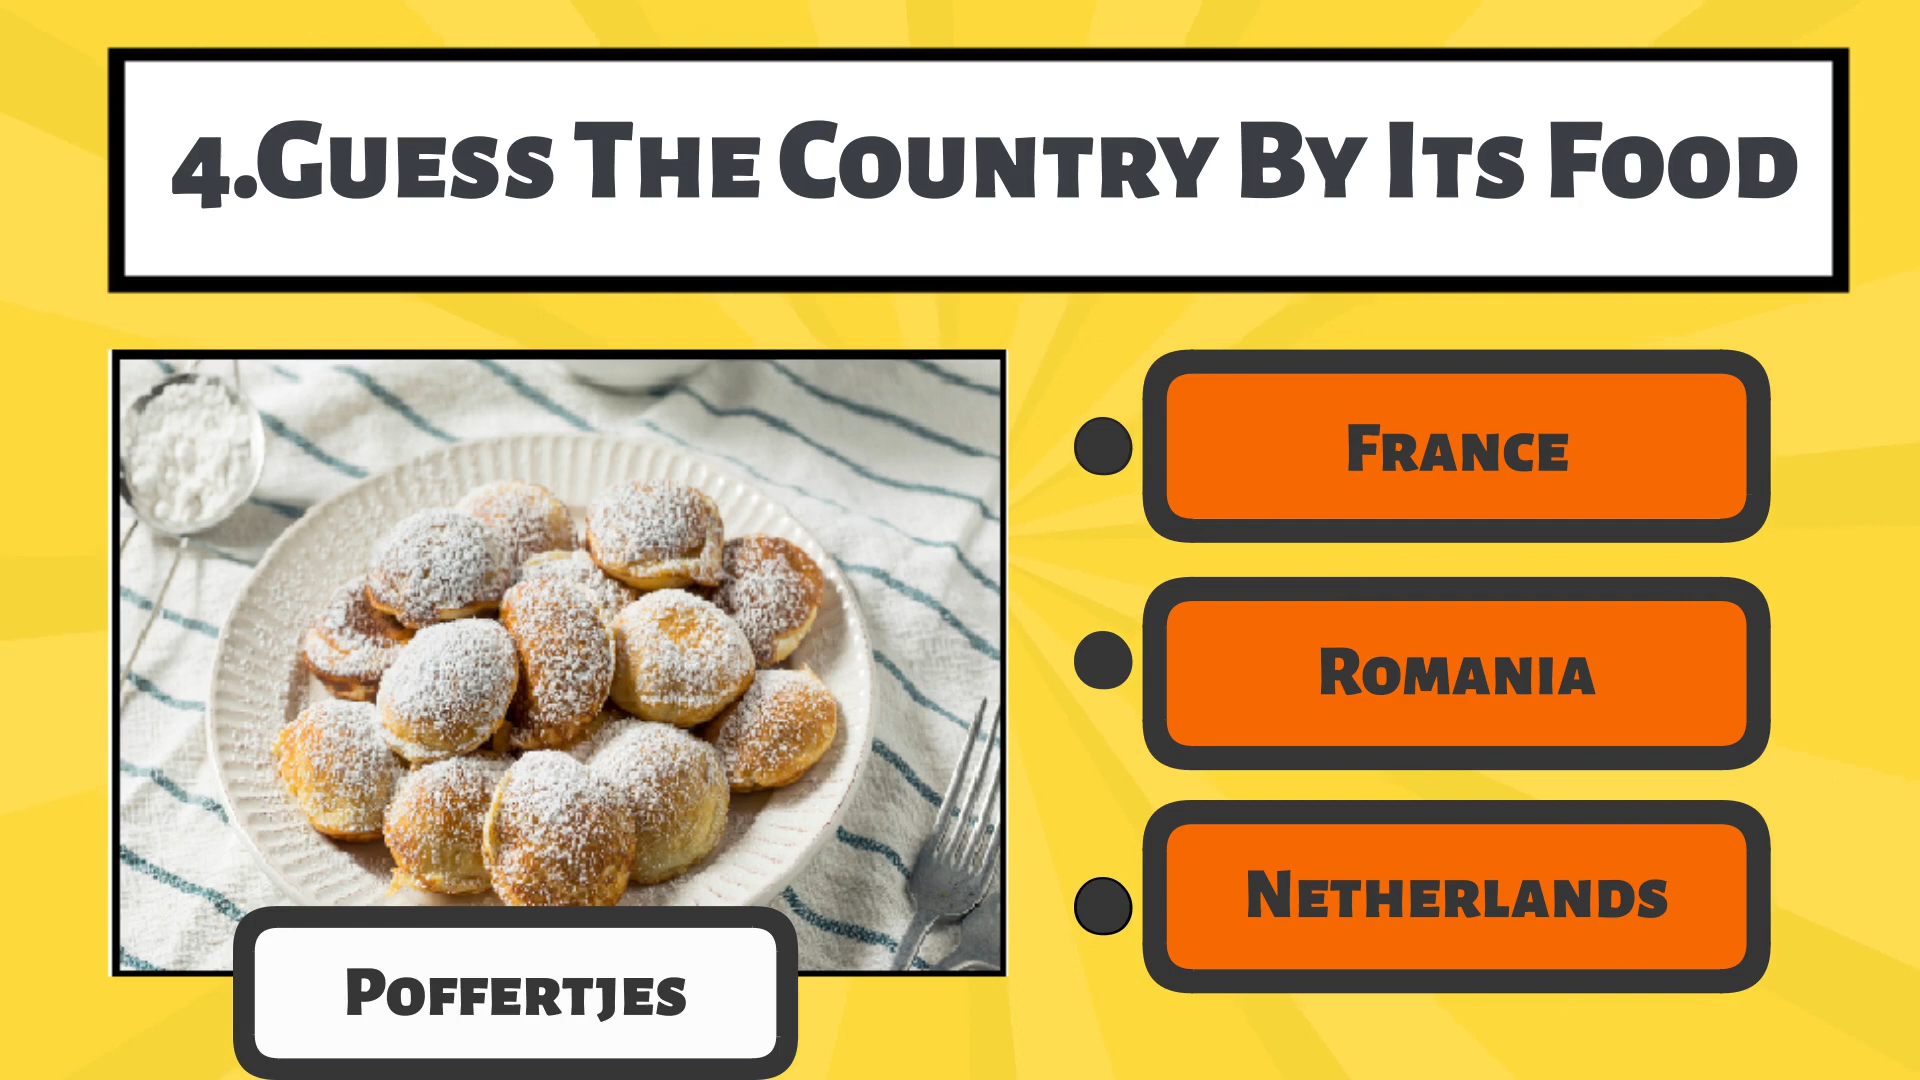 4.Guess The Country By Its Food
France
Romania
Netherlands
Poffertjes